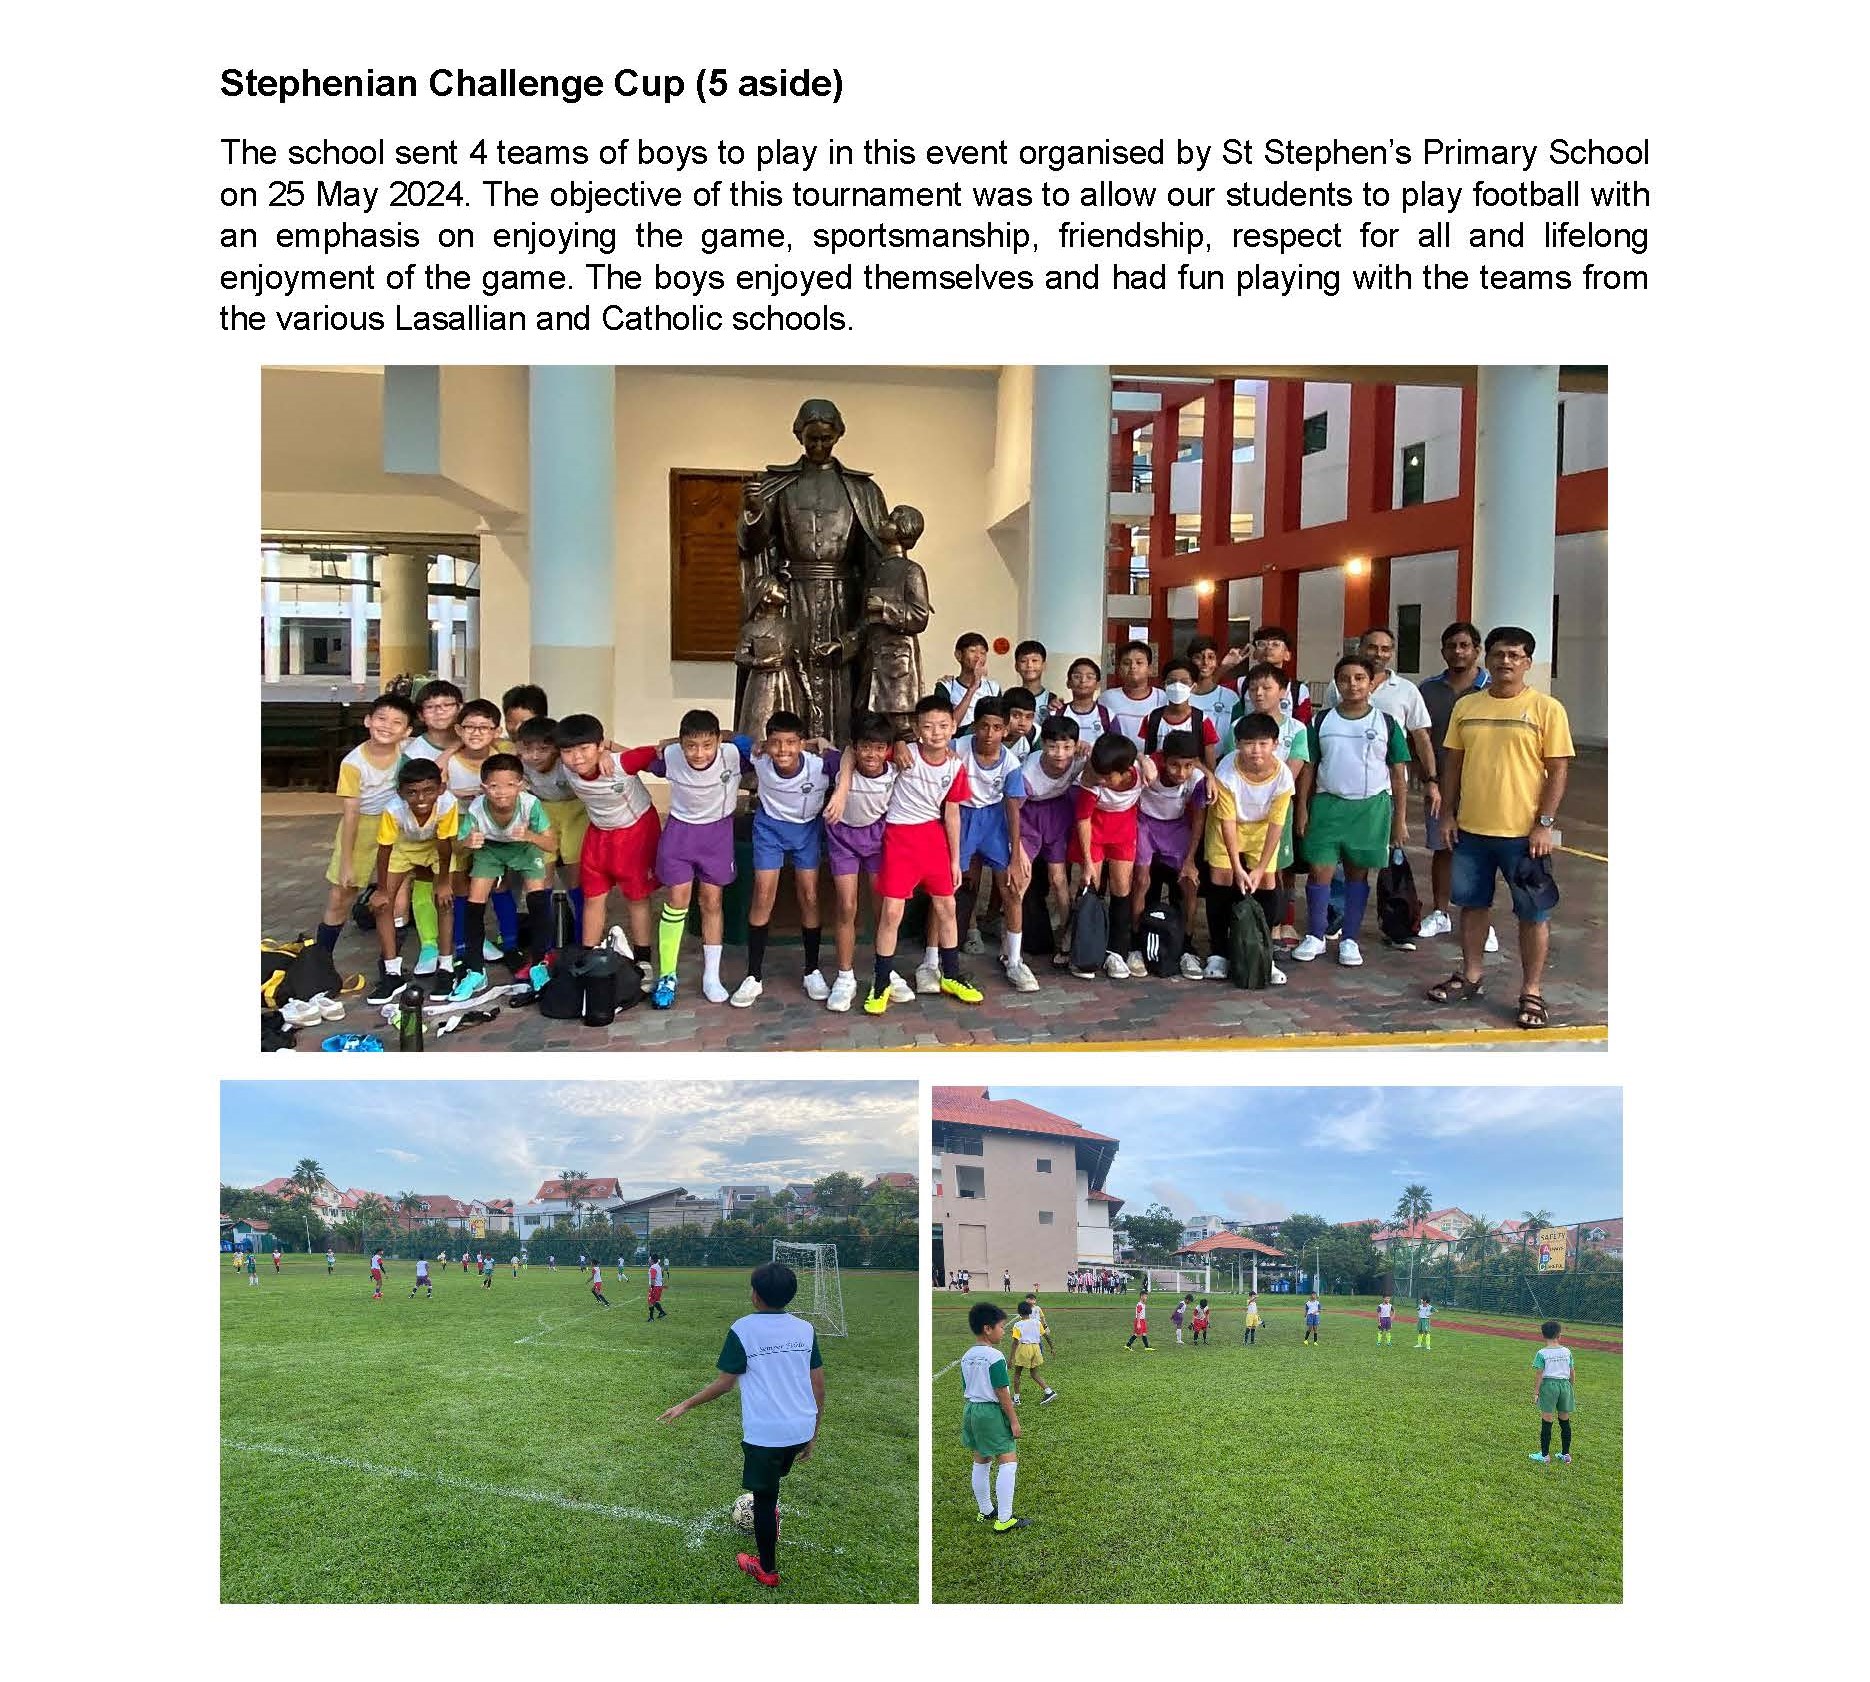 Stephenian Challenge Cup (5 aside)
The school sent 4 teams of boys to play in this event organised by St Stephen’s Primary School
on 25 May 2024. The objective of this tournament was to allow our students to play football with
an emphasis on enjoying the game, sportsmanship, friendship, respect for all and lifelong
enjoyment of the game. The boys enjoyed themselves and had fun playing with the teams from
the various Lasallian and Catholic schools.
SAFETY